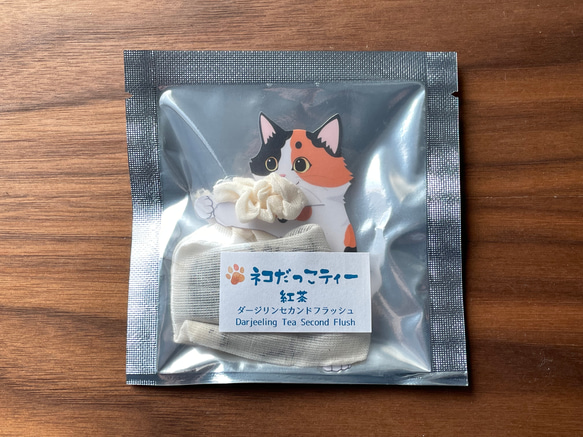 ネコだっこティー
紅茶
ダージリンセカンドフラッシュ
Darjeeling Tea Second Flush